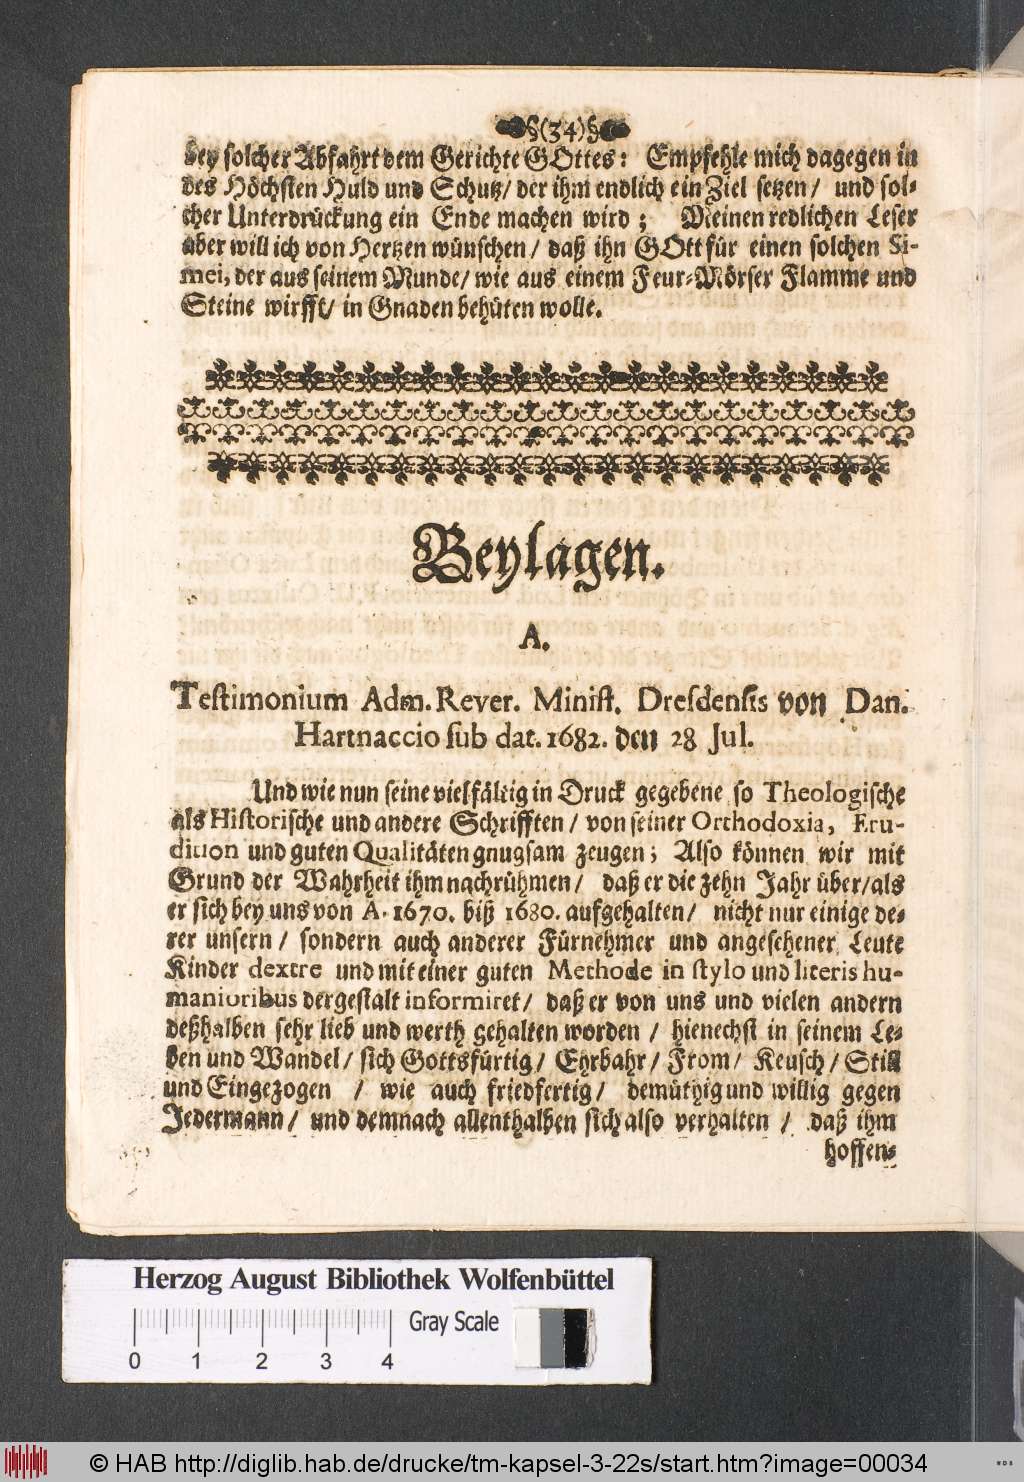 §(34)§
bey solcher Abfahrt dem Gerichte GOttes: Empfehle mich dagegen in
des Höchsten Huld und Schutz/ der ihm endlich ein Ziel setzen/ und sol-
cher Unterdrückung ein Ende machen wird; Meinen redlichen Leser
aber will ich von Hertzen wünschen/ daß ihn GOtt für einen solchen Si-
mei, der aus seinem Munde/ wie aus einem Feur-Mörser Flamme und
Steine wirfft/ in Gnaden behüten wolle.
Beylagen.
A.
Testimonium Adm. Rever. Minist. Dresdensis von Dan.
Hartnaccio sub dat. 1682. den 28 Jul.
Und wie nun seine vielfältig in Druck gegebene so Theologische
als Historische und andere Schrifften/ von seiner Orthodoxia, Eru-
dition und guten Qualitäten gnugsam zeugen; Also können wir mit
Grund der Wahrheit ihm nachrühmen/ daß er die zehn Jahr über/als
er sich bey uns von A. 1670. biß 1680. aufgehalten/ nicht nur einige de-
rer unsern/ sondern auch anderer Fürnehmer und angesehener Leute
Kinder dextre und mit einer guten Methode in stylo und literis hu-
manioribus dergestalt informiret/ daß er von uns und vielen andern
deßhalben sehr lieb und werth gehalten worden/ hienechst in seinem Le-
ben und Wandel/ sich Gottsfürtig/ Ehrbahr/ From/ Keusch/ Still
und Eingezogen / wie auch friedfertig/ demüthig und willig gegen
Jedermann/ und demnach allenthalben sich also verhalten / daß ihm
hoffen-
Herzog August Bibliothek Wolfenbüttel
Gray Scale
0 1 2 3 4
© HAB http://diglib.hab.de/drucke/tm-kapsel-3-22s/start.htm?image=00034
WDB